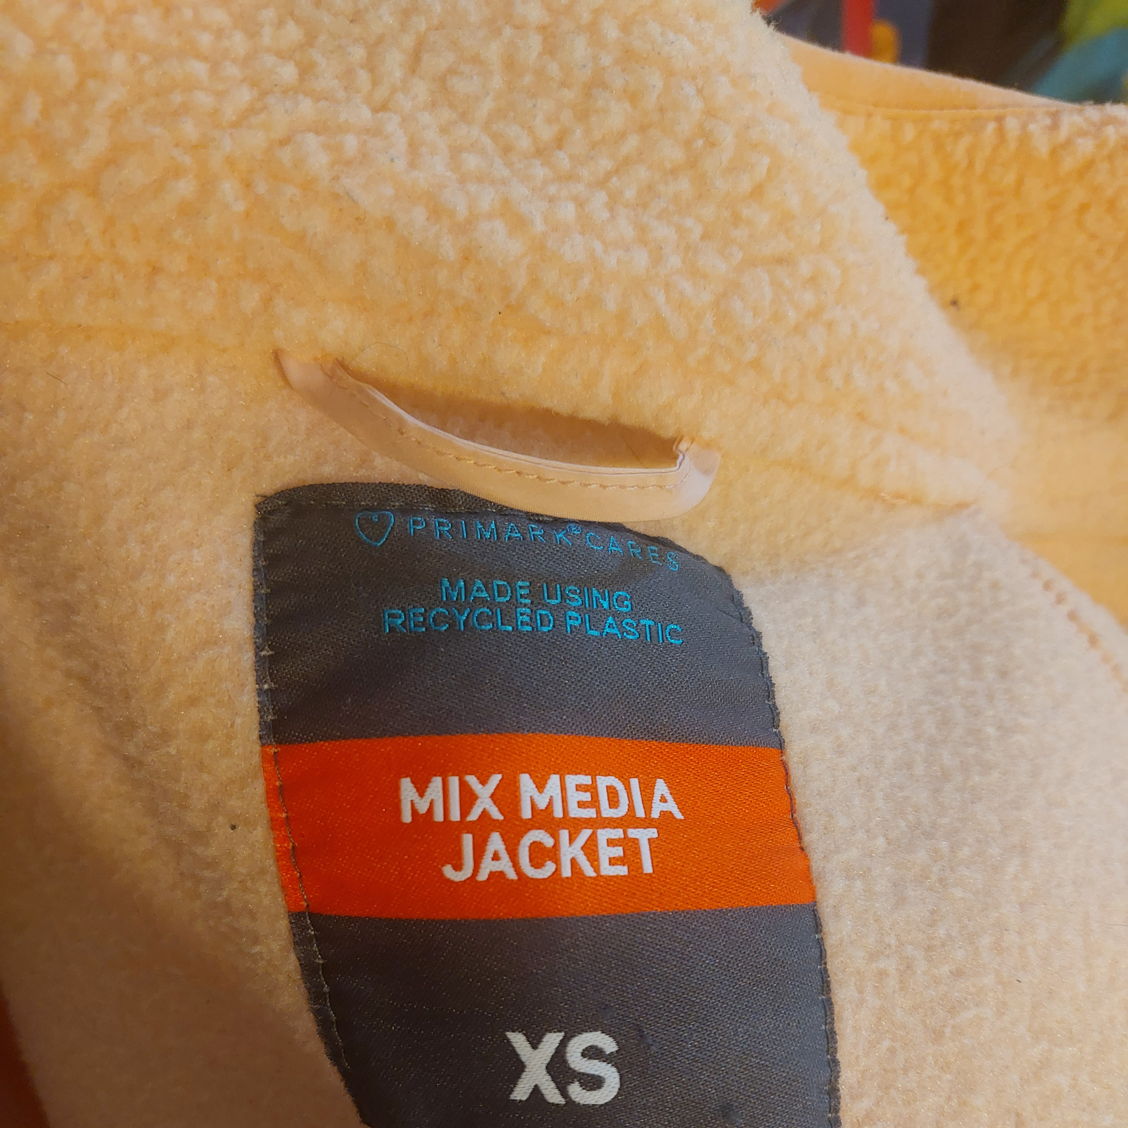 PRIMARK® CARES
MADE USING
RECYCLED PLASTIC
MIX MEDIA
JACKET
XS